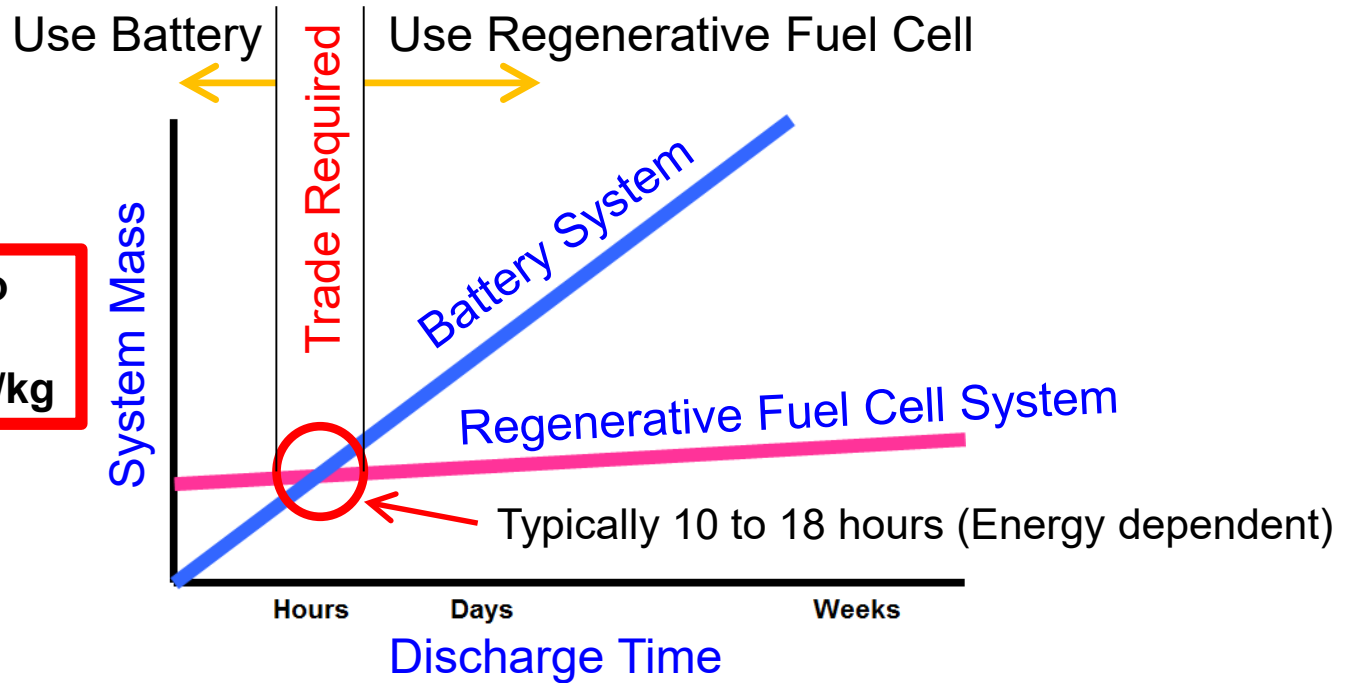 Use Battery
Use Regenerative Fuel Cell
Trade Required
System Mass
Battery System
Regenerative Fuel Cell System
/kg
Typically 10 to 18 hours (Energy dependent)
Hours
Days
Weeks
Discharge Time